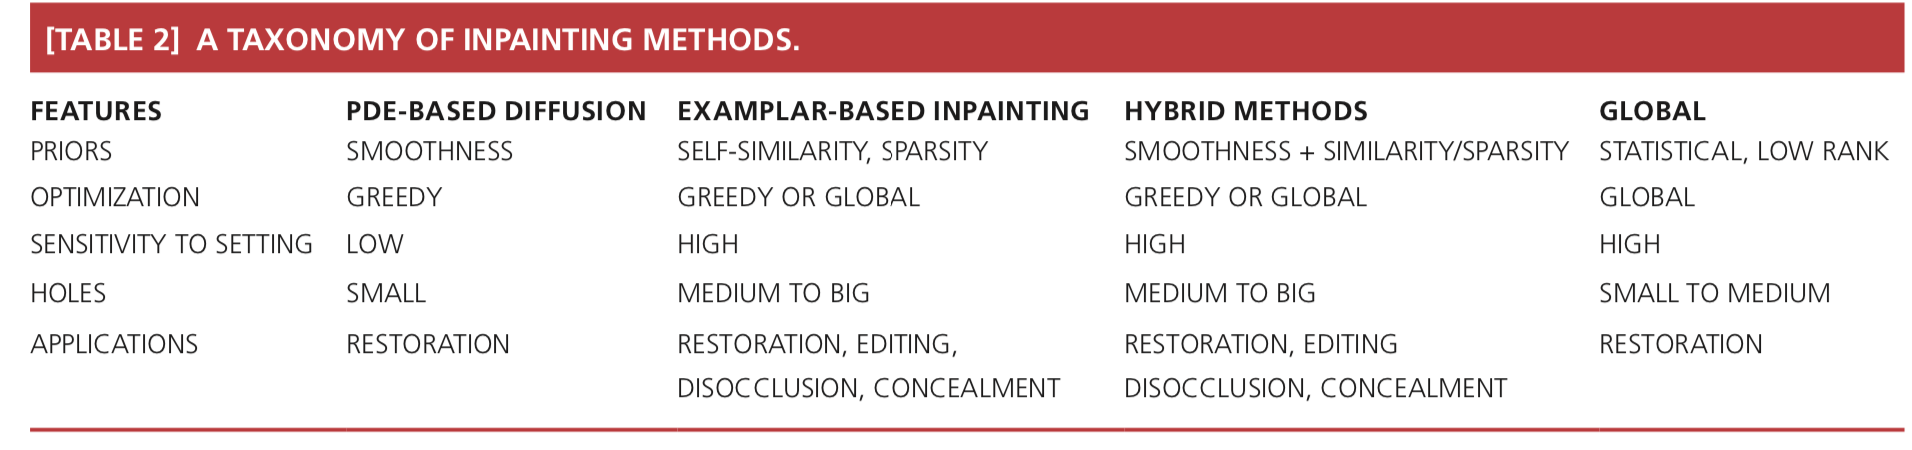 [TABLE 2] A TAXONOMY OF INPAINTING METHODS.
FEATURES PDE-BASED DIFFUSION EXAMPLAR-BASED INPAINTING HYBRID METHODS GLOBAL
PRIORS SMOOTHNESS SELF-SIMILARITY, SPARSITY SMOOTHNESS + SIMILARITY/SPARSITY STATISTICAL, LOW RANK
OPTIMIZATION GREEDY GREEDY OR GLOBAL GREEDY OR GLOBAL GLOBAL
SENSITIVITY TO SETTING LOW HIGH HIGH HIGH
HOLES SMALL MEDIUM TO BIG MEDIUM TO BIG SMALL TO MEDIUM
APPLICATIONS RESTORATION RESTORATION, EDITING, RESTORATION, EDITING RESTORATION
DISOCCLUSION, CONCEALMENT DISOCCLUSION, CONCEALMENT